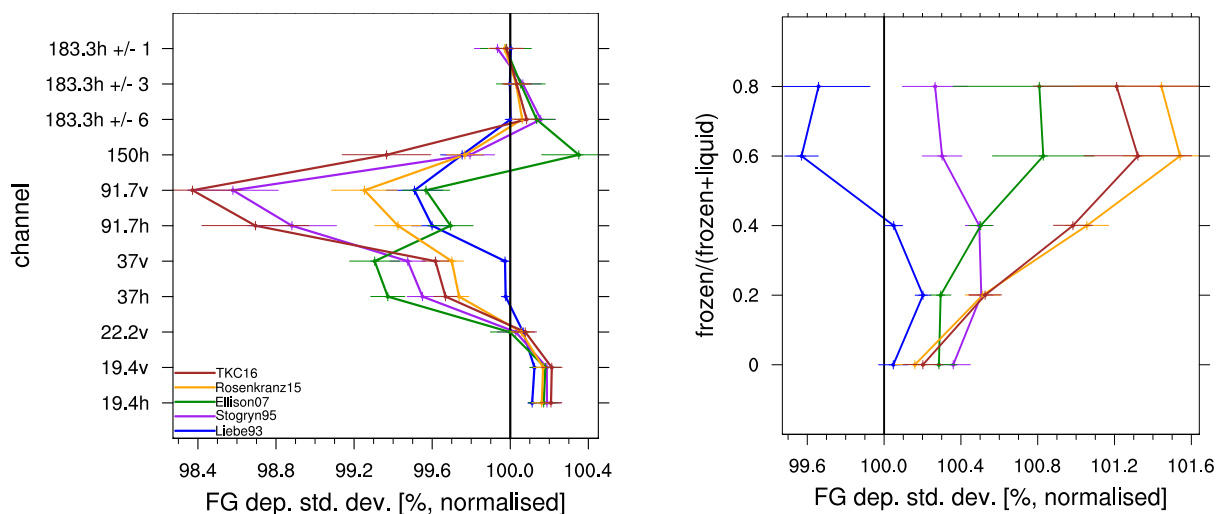 channel
183.3h +/- 1
183.3h +/- 3
183.3h +/- 6
150h
91.7v
91.7h
37v
37h
22.2v
19.4v
19.4h
TKC16
Rosenkranz15
Ellison07
Stogryn95
Liebe93
98.4 98.8 99.2 99.6 100.0 100.4
FG dep. std. dev. [%, normalised]
frozen/(frozen+liquid)
0.8
0.6
0.4
0.2
0
99.6 100.0 100.4 100.8 101.2 101.6
FG dep. std. dev. [%, normalised]